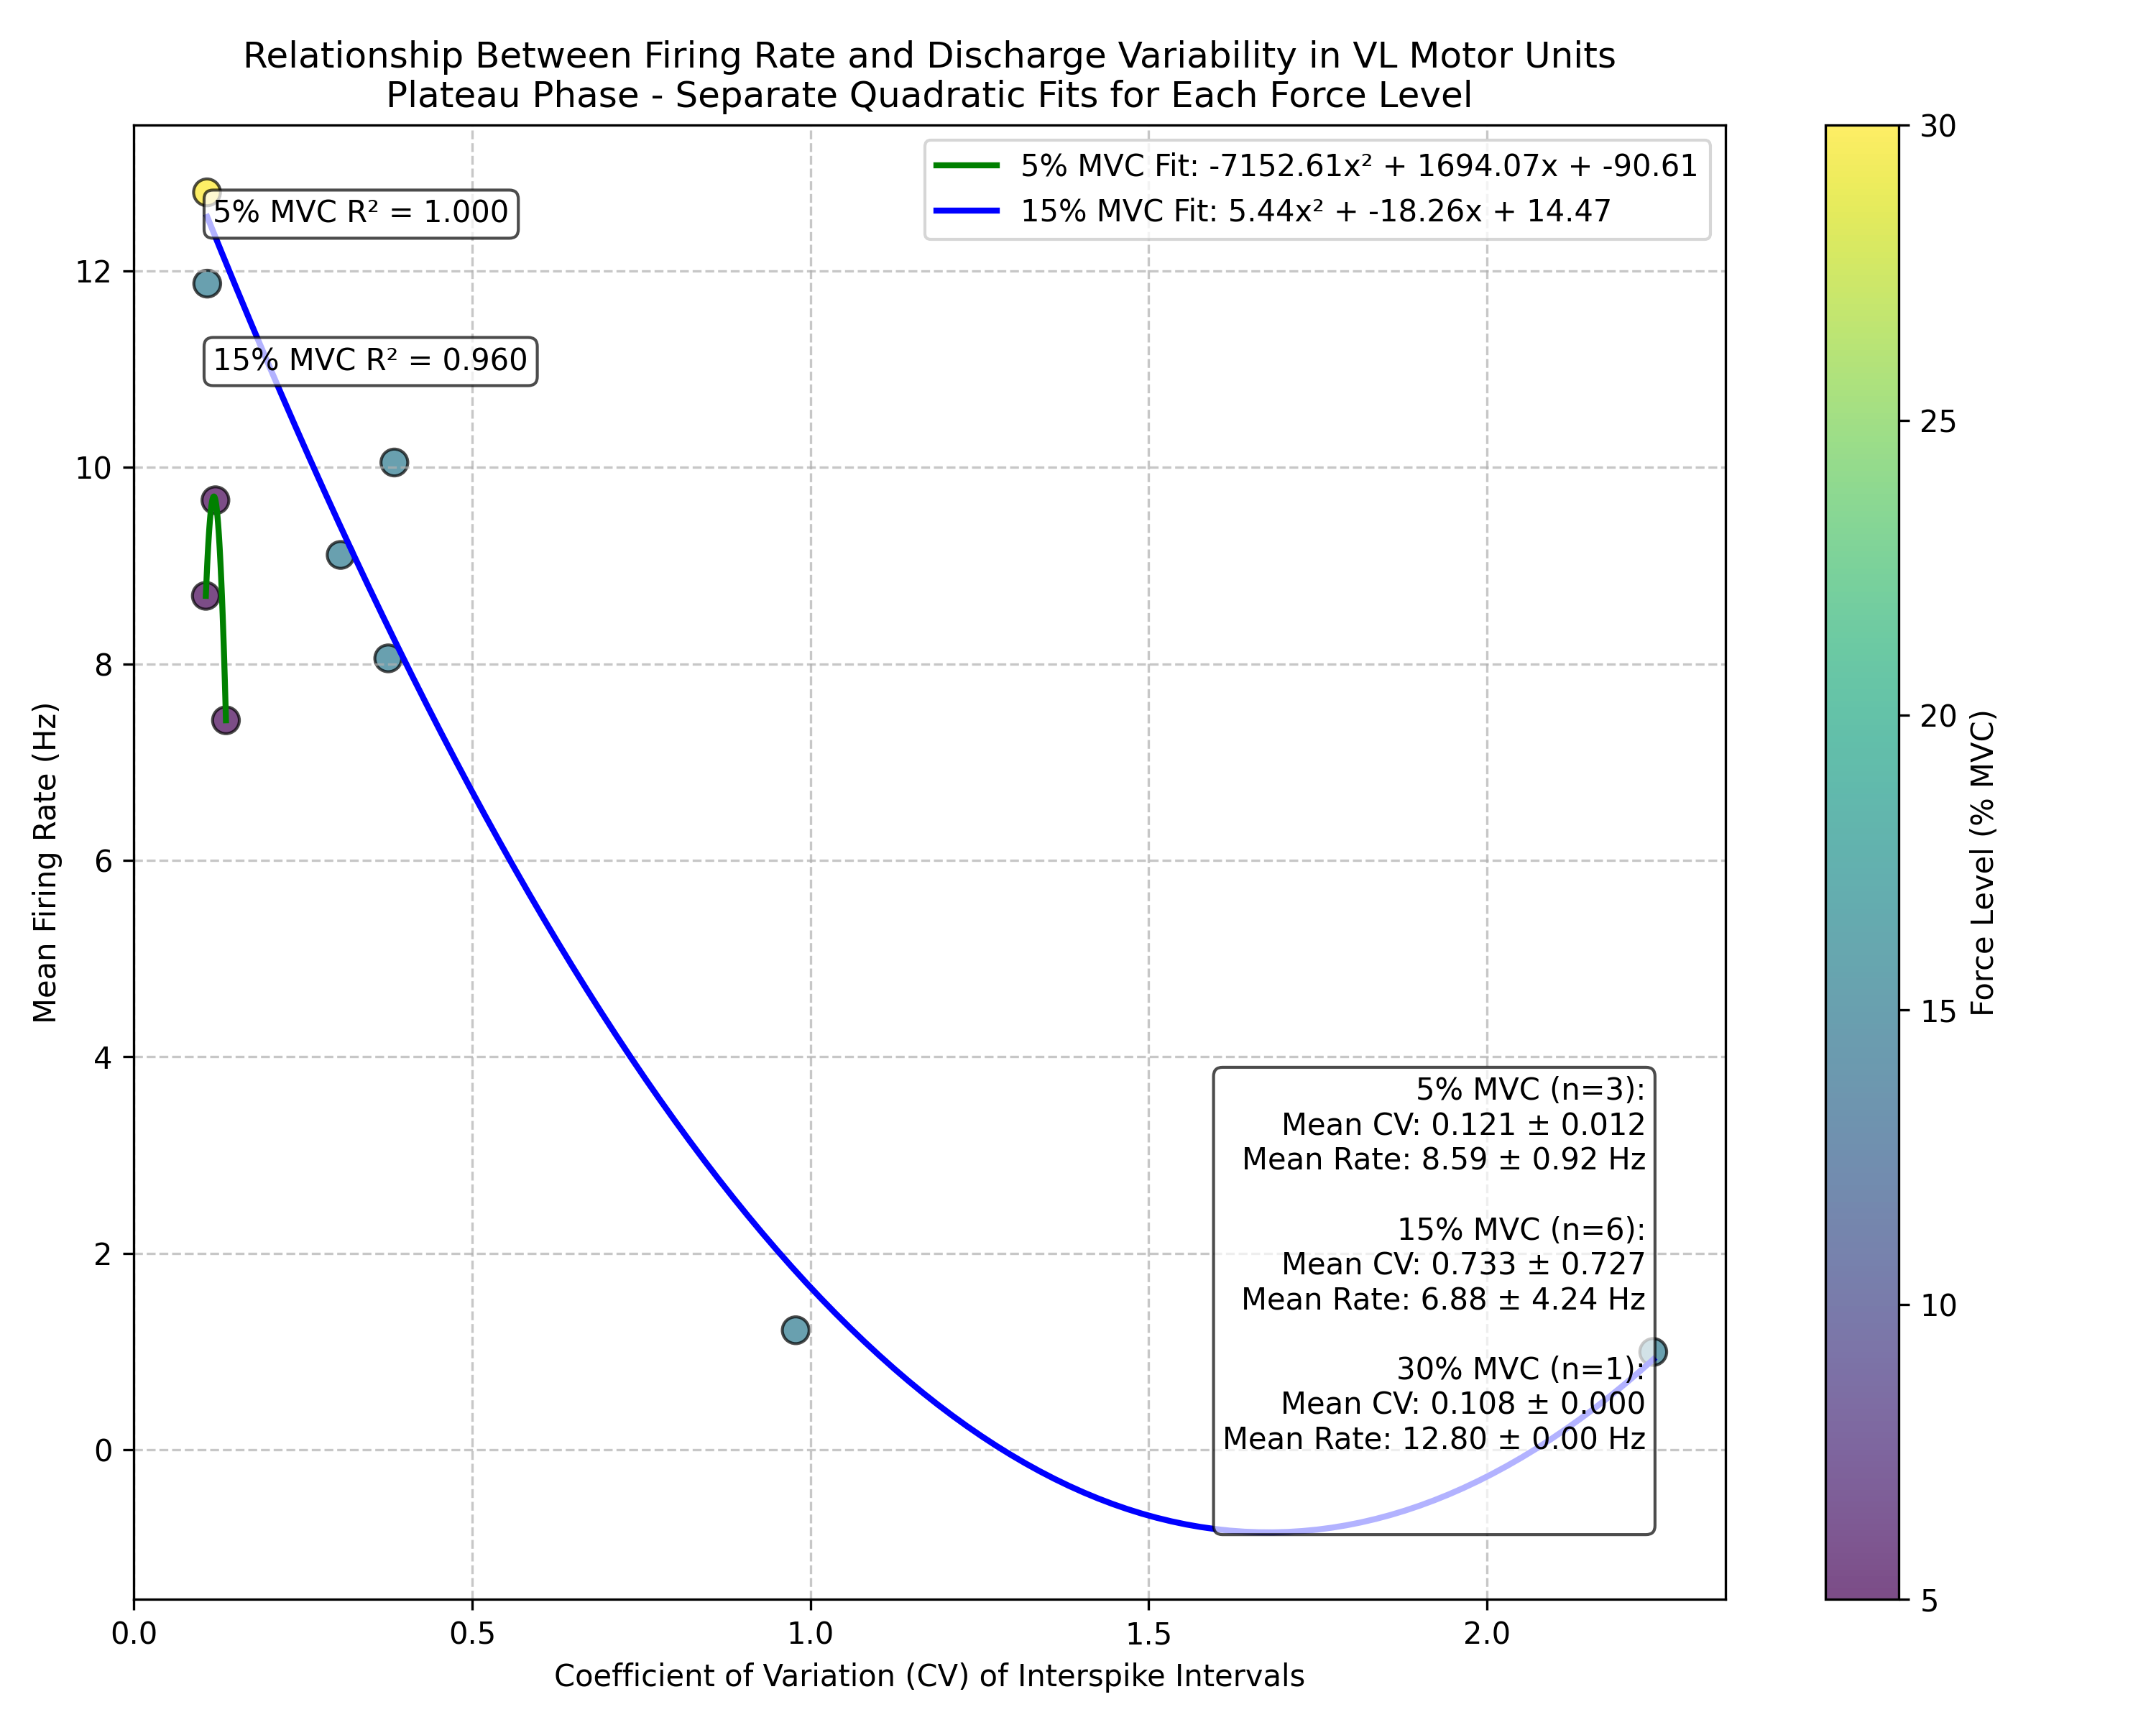 Relationship Between Firing Rate and Discharge Variability in VL Motor Units
Plateau Phase - Separate Quadratic Fits for Each Force Level
5% MVC Fit: -7152.61x² + 1694.07x + -90.61
15% MVC Fit: 5.44x² + -18.26x + 14.47
5% MVC R² = 1.000
15% MVC R² = 0.960
Mean Firing Rate (Hz)
12
10
8
6
4
2
0
5% MVC (n=3):
Mean CV: 0.121 ± 0.012
Mean Rate: 8.59 ± 0.92 Hz
15% MVC (n=6):
Mean CV: 0.733 ± 0.727
Mean Rate: 6.88 ± 4.24 Hz
30% MVC (n=1):
Mean CV: 0.108 ± 0.000
Mean Rate: 12.80 ± 0.00 Hz
0.0
0.5
1.0
1.5
2.0
Coefficient of Variation (CV) of Interspike Intervals
30
25
20
15
10
5
Force Level (% MVC)